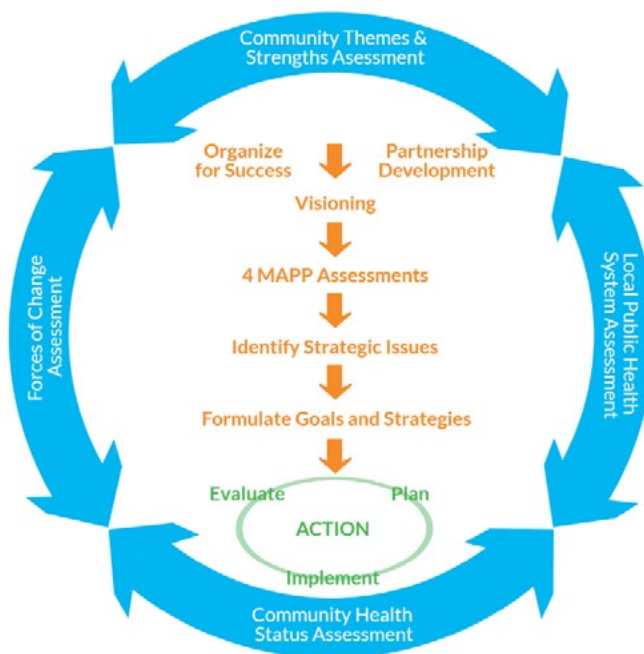 Community Themes &
Strengths Asessment
Organize
for Success
Partnership
Development
Visioning
4 MAPP Assessments
Identify Strategic Issues
Formulate Goals and Strategies
Evaluate
Plan
ACTION
Implement
Forces of Change
Assessment
Local Public Health
System Assessment
Community Health
Status Assessment